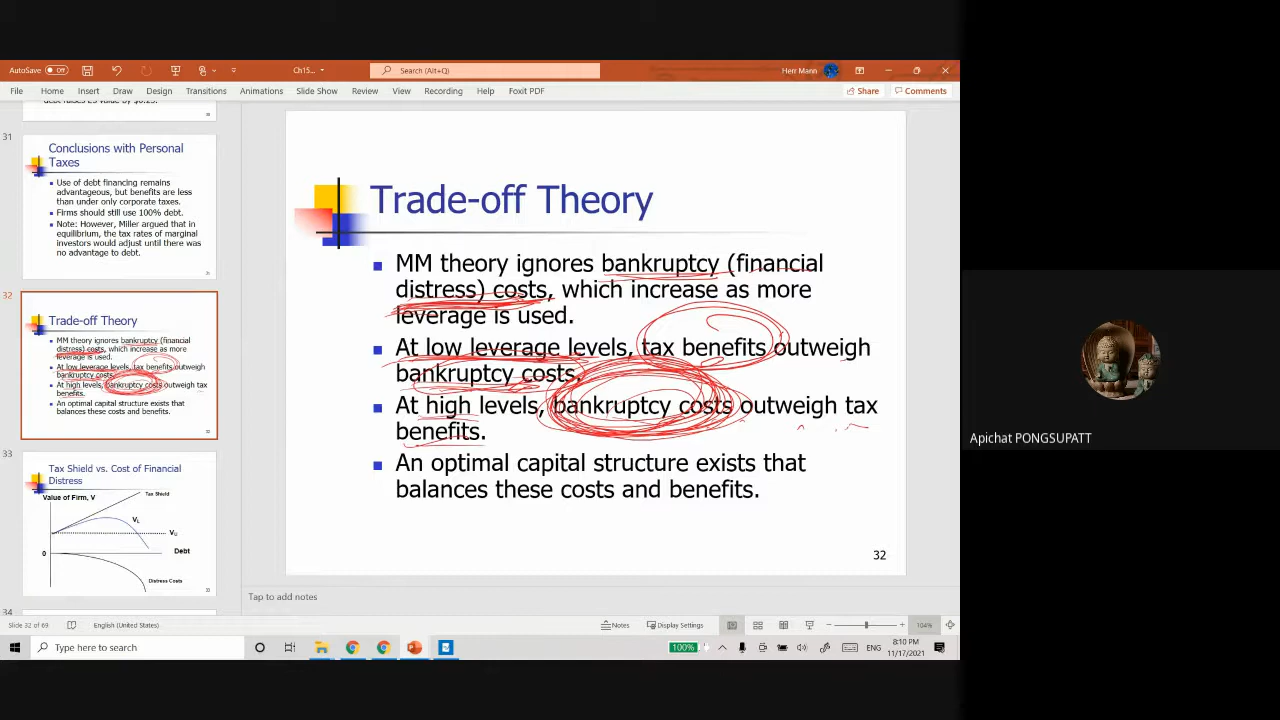 AutoSave Off
Ch15...
Search (Alt+Q)
Herr Mann
File Home Insert Draw Design Transitions Animations Slide Show Review View Recording Help Foxit PDF Share Comments
31
Conclusions with Personal
Taxes
Use of debt financing remains
advantageous, but benefits are less
than under only corporate taxes.
Firms should still use 100% debt.
Note: However, Miller argued that in
equilibrium, the tax rates of marginal
investors would adjust until there was
no advantage to debt.
32
Trade-off Theory
MM theory ignores bankruptcy (financial
distress) costs, which increase as more
leverage is used.
At low leverage levels, tax benefits outweigh
bankruptcy costs.
At high levels, bankruptcy costs outweigh tax
benefits.
An optimal capital structure exists that
balances these costs and benefits.
33
Tax Shield vs. Cost of Financial
Distress
Value of Firm, V
Tax Shield
VL
VU
0
Debt
Distress Costs
34
Trade-off Theory
MM theory ignores bankruptcy (financial
distress) costs, which increase as more
leverage is used.
At low leverage levels, tax benefits outweigh
bankruptcy costs.
At high levels, bankruptcy costs outweigh tax
benefits.
An optimal capital structure exists that
balances these costs and benefits.
32
Tap to add notes
Slide 32 of 69 English (United States) Notes Display Settings 104%
Type here to search
100%
ENG
8:10 PM
11/17/2021
Apichat PONGSUPATT